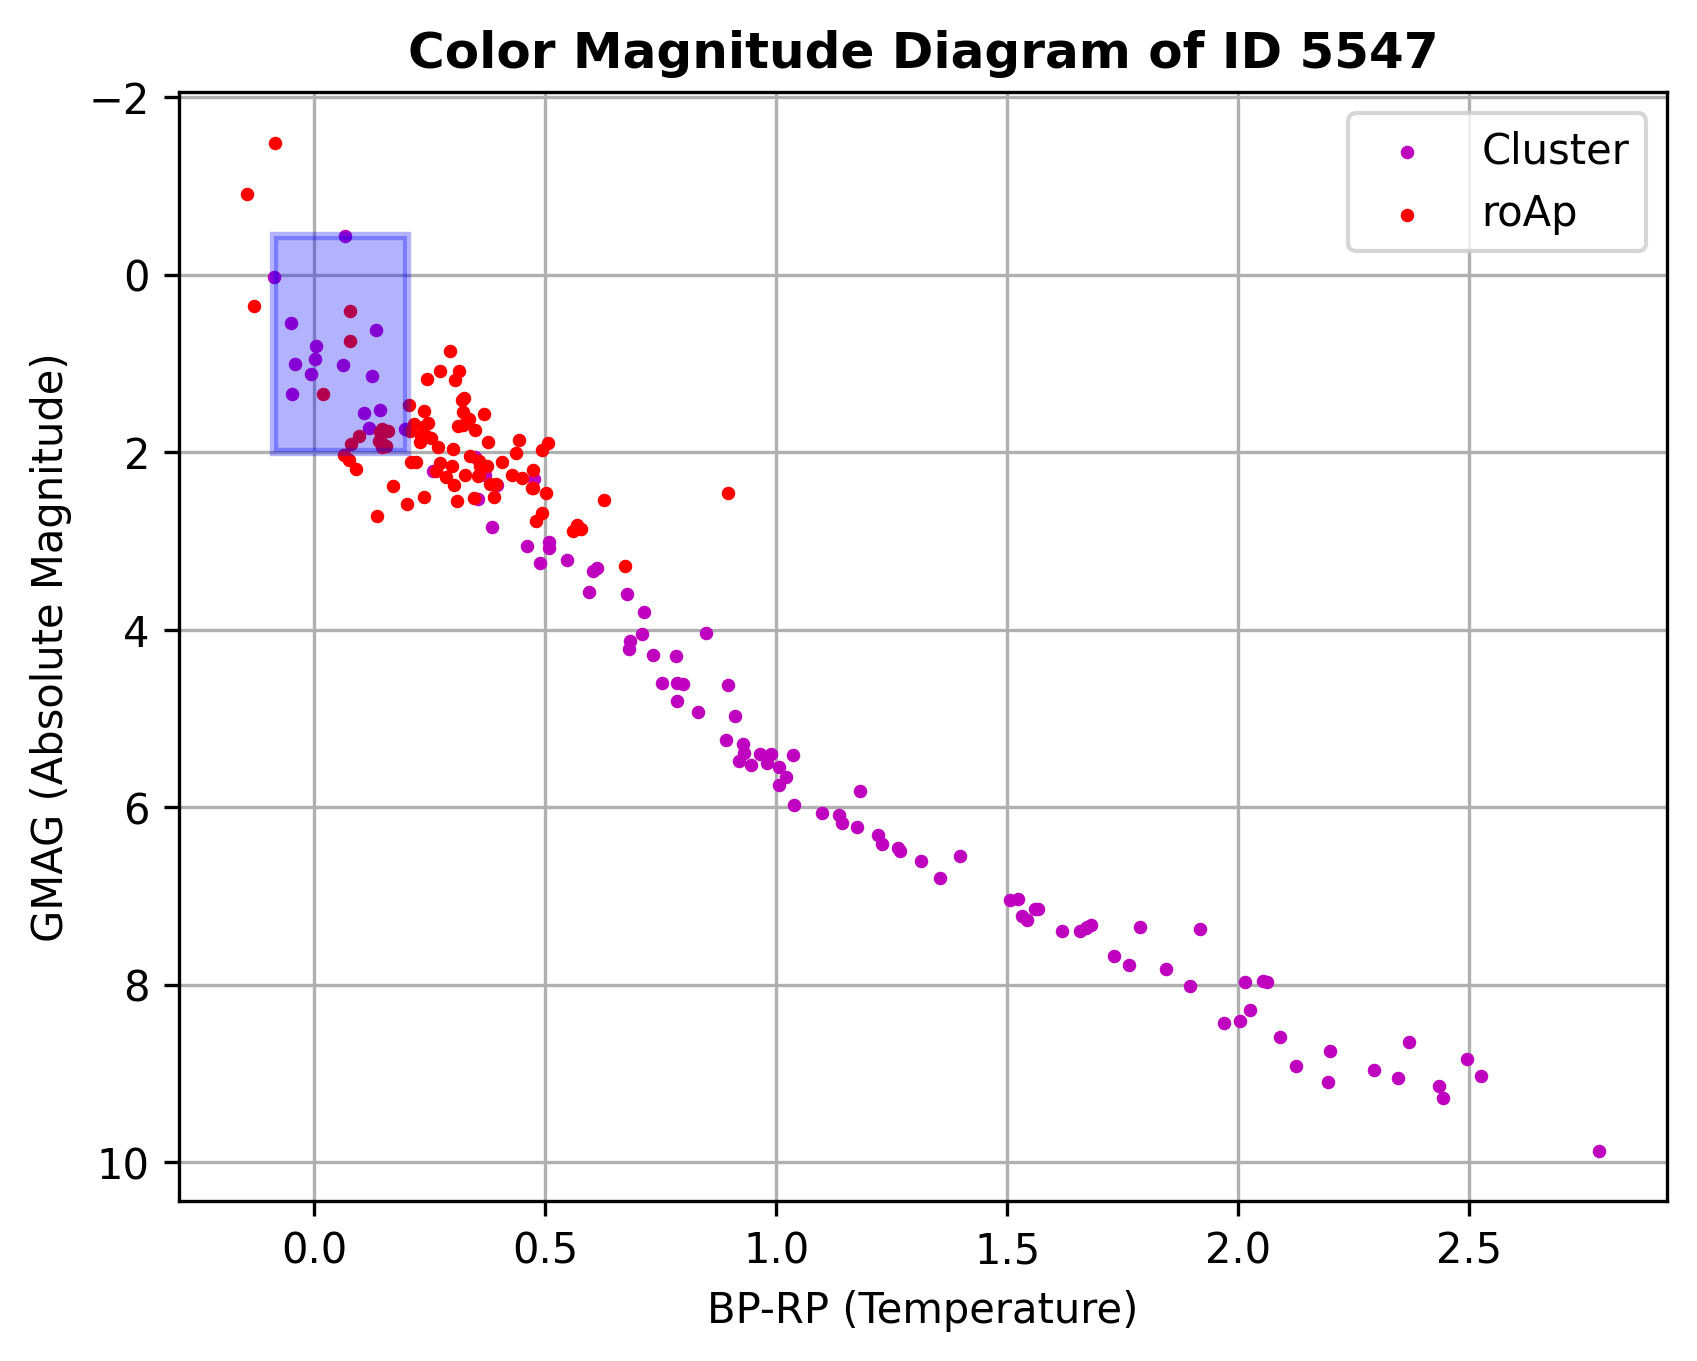 Color Magnitude Diagram of ID 5547
Cluster
roAp
GMAG (Absolute Magnitude)
−2
0
2
4
6
8
10
0.0 0.5 1.0 1.5 2.0 2.5
BP-RP (Temperature)